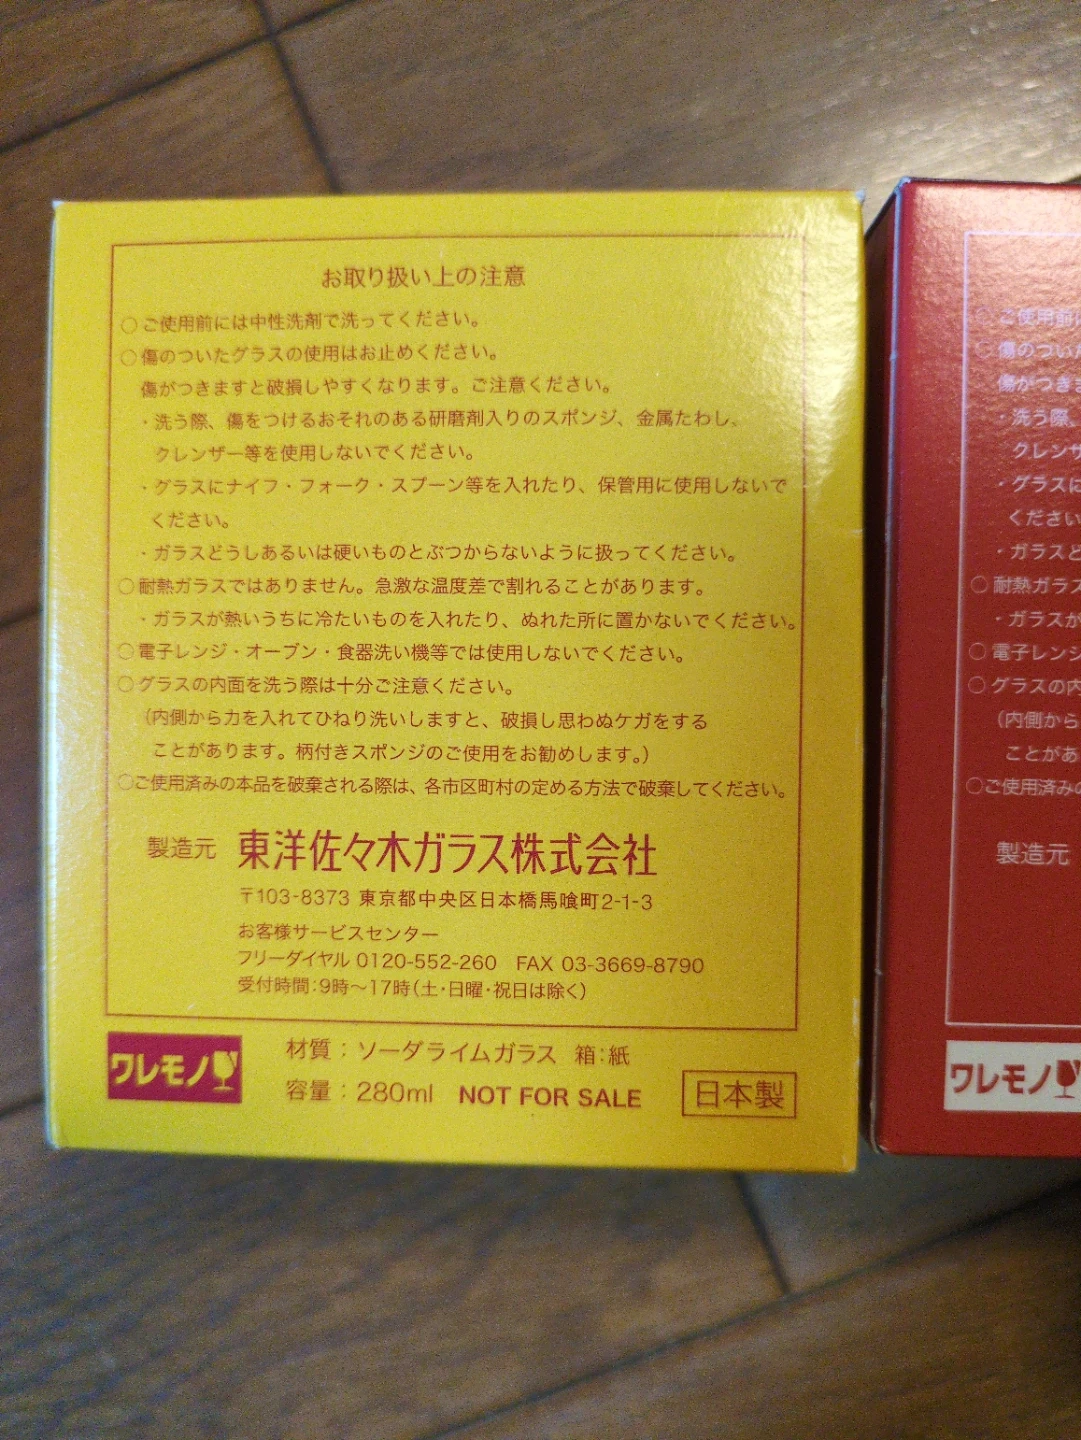 お取り扱い上の注意
○ご使用前には中性洗剤で洗ってください。
○傷のついたグラスの使用はお止めください。
傷がつきますと破損しやすくなります。ご注意ください。
・洗う際、傷をつけるおそれのある研磨剤入りのスポンジ、金属たわし、
クレンザー等を使用しないでください。
・グラスにナイフ・フォーク・スプーン等を入れたり、保管用に使用しないで
ください。
・ガラスどうしあるいは硬いものとぶつからないように扱ってください。
○耐熱ガラスではありません。急激な温度差で割れることがあります。
・ガラスが熱いうちに冷たいものを入れたり、ぬれた所に置かないでください。
○電子レンジ・オーブン・食器洗い機等では使用しないでください。
○グラスの内面を洗う際は十分ご注意ください。
（内側から力を入れてひねり洗いしますと、破損し思わぬケガをする
ことがあります。柄付きスポンジのご使用をお勧めします。）
○ご使用済みの本品を破棄される際は、各市区町村の定める方法で破棄してください。
製造元 東洋佐々木ガラス株式会社
〒103-8373 東京都中央区日本橋馬喰町2-1-3
お客様サービスセンター
フリーダイヤル 0120-552-260 FAX 03-3669-8790
受付時間：9時〜17時（土・日曜・祝日は除く）
ワレモノ
材質：ソーダライムガラス 箱：紙
容量：280ml NOT FOR SALE
日本製
○ご使用前に
○傷のついた
傷がつきま
・洗う際、
クレンザ
・グラスに
ください
・ガラスと
○耐熱ガラス
・ガラスか
○電子レンジ
○グラスの内
（内側から
ことがあ
○ご使用済みの
製造元
ワレモノ